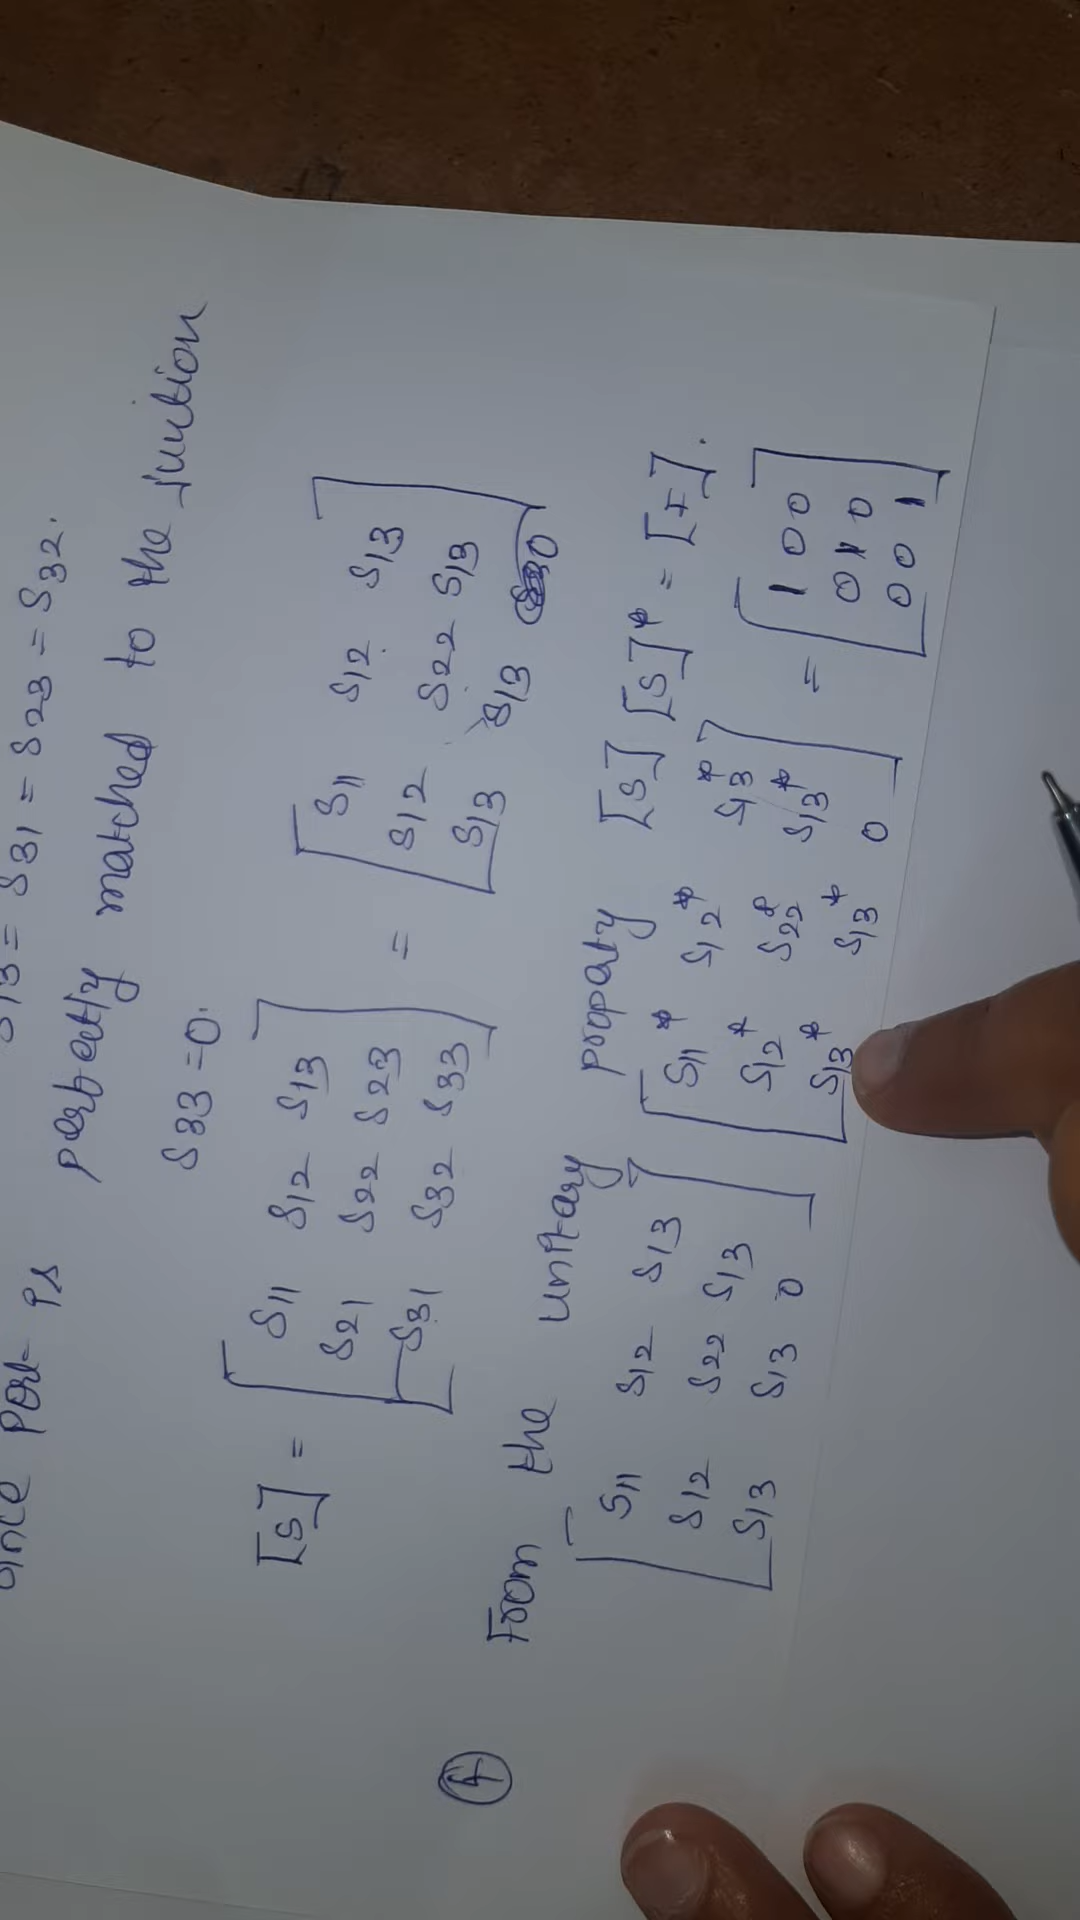 S13 = S31 = S23 = S32.
Since Port is perfectly matched to the junction
S33 = 0.
[S] = [ S11 S12 S13 ] = [ S11 S12 S13 ]
[ S21 S22 S23 ] [ S12 S22 S13 ]
[ S31 S32 S33 ] [ S13 S13 0 ]
④ From the unitary property [S] [S]* = [I].
[ S11 S12 S13 ] [ S11* S12* S13* ] = [ 1 0 0 ]
[ S12 S22 S13 ] [ S12* S22* S13* ] [ 0 1 0 ]
[ S13 S13 0 ] [ S13* S13* 0 ] [ 0 0 1 ]